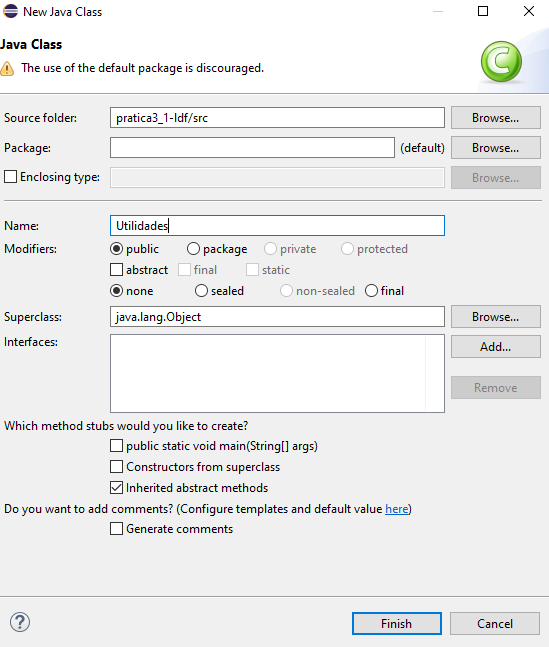 New Java Class
Java Class
The use of the default package is discouraged.
Source folder: pratica3_1-ldf/src Browse...
Package: (default) Browse...
Enclosing type: Browse...
Name: Utilidades
Modifiers: public package private protected
abstract final static
none sealed non-sealed final
Superclass: java.lang.Object Browse...
Interfaces: Add...
Remove
Which method stubs would you like to create?
public static void main(String[] args)
Constructors from superclass
Inherited abstract methods
Do you want to add comments? (Configure templates and default value here)
Generate comments
? Finish Cancel